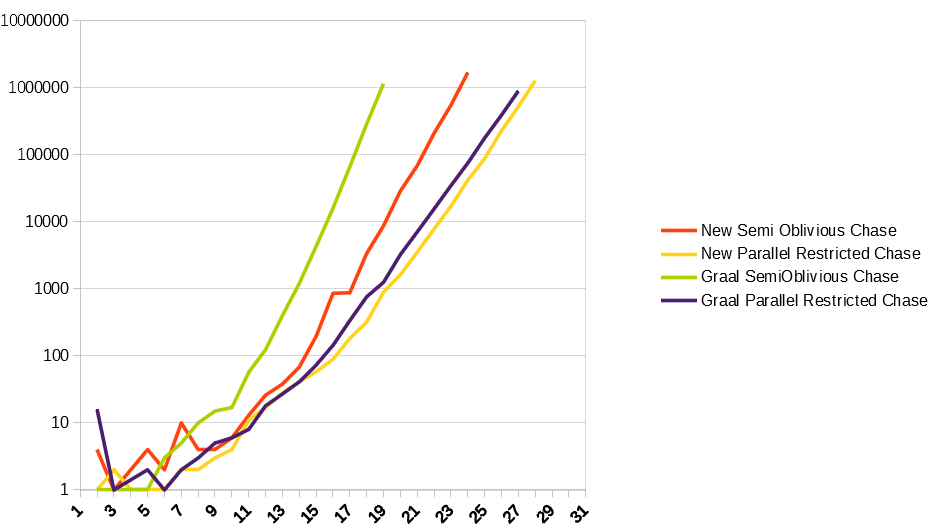 10000000
1000000
100000
10000
1000
100
10
1
1 3 5 7 9 11 13 15 17 19 21 23 25 27 29 31
New Semi Oblivious Chase
New Parallel Restricted Chase
Graal SemiOblivious Chase
Graal Parallel Restricted Chase